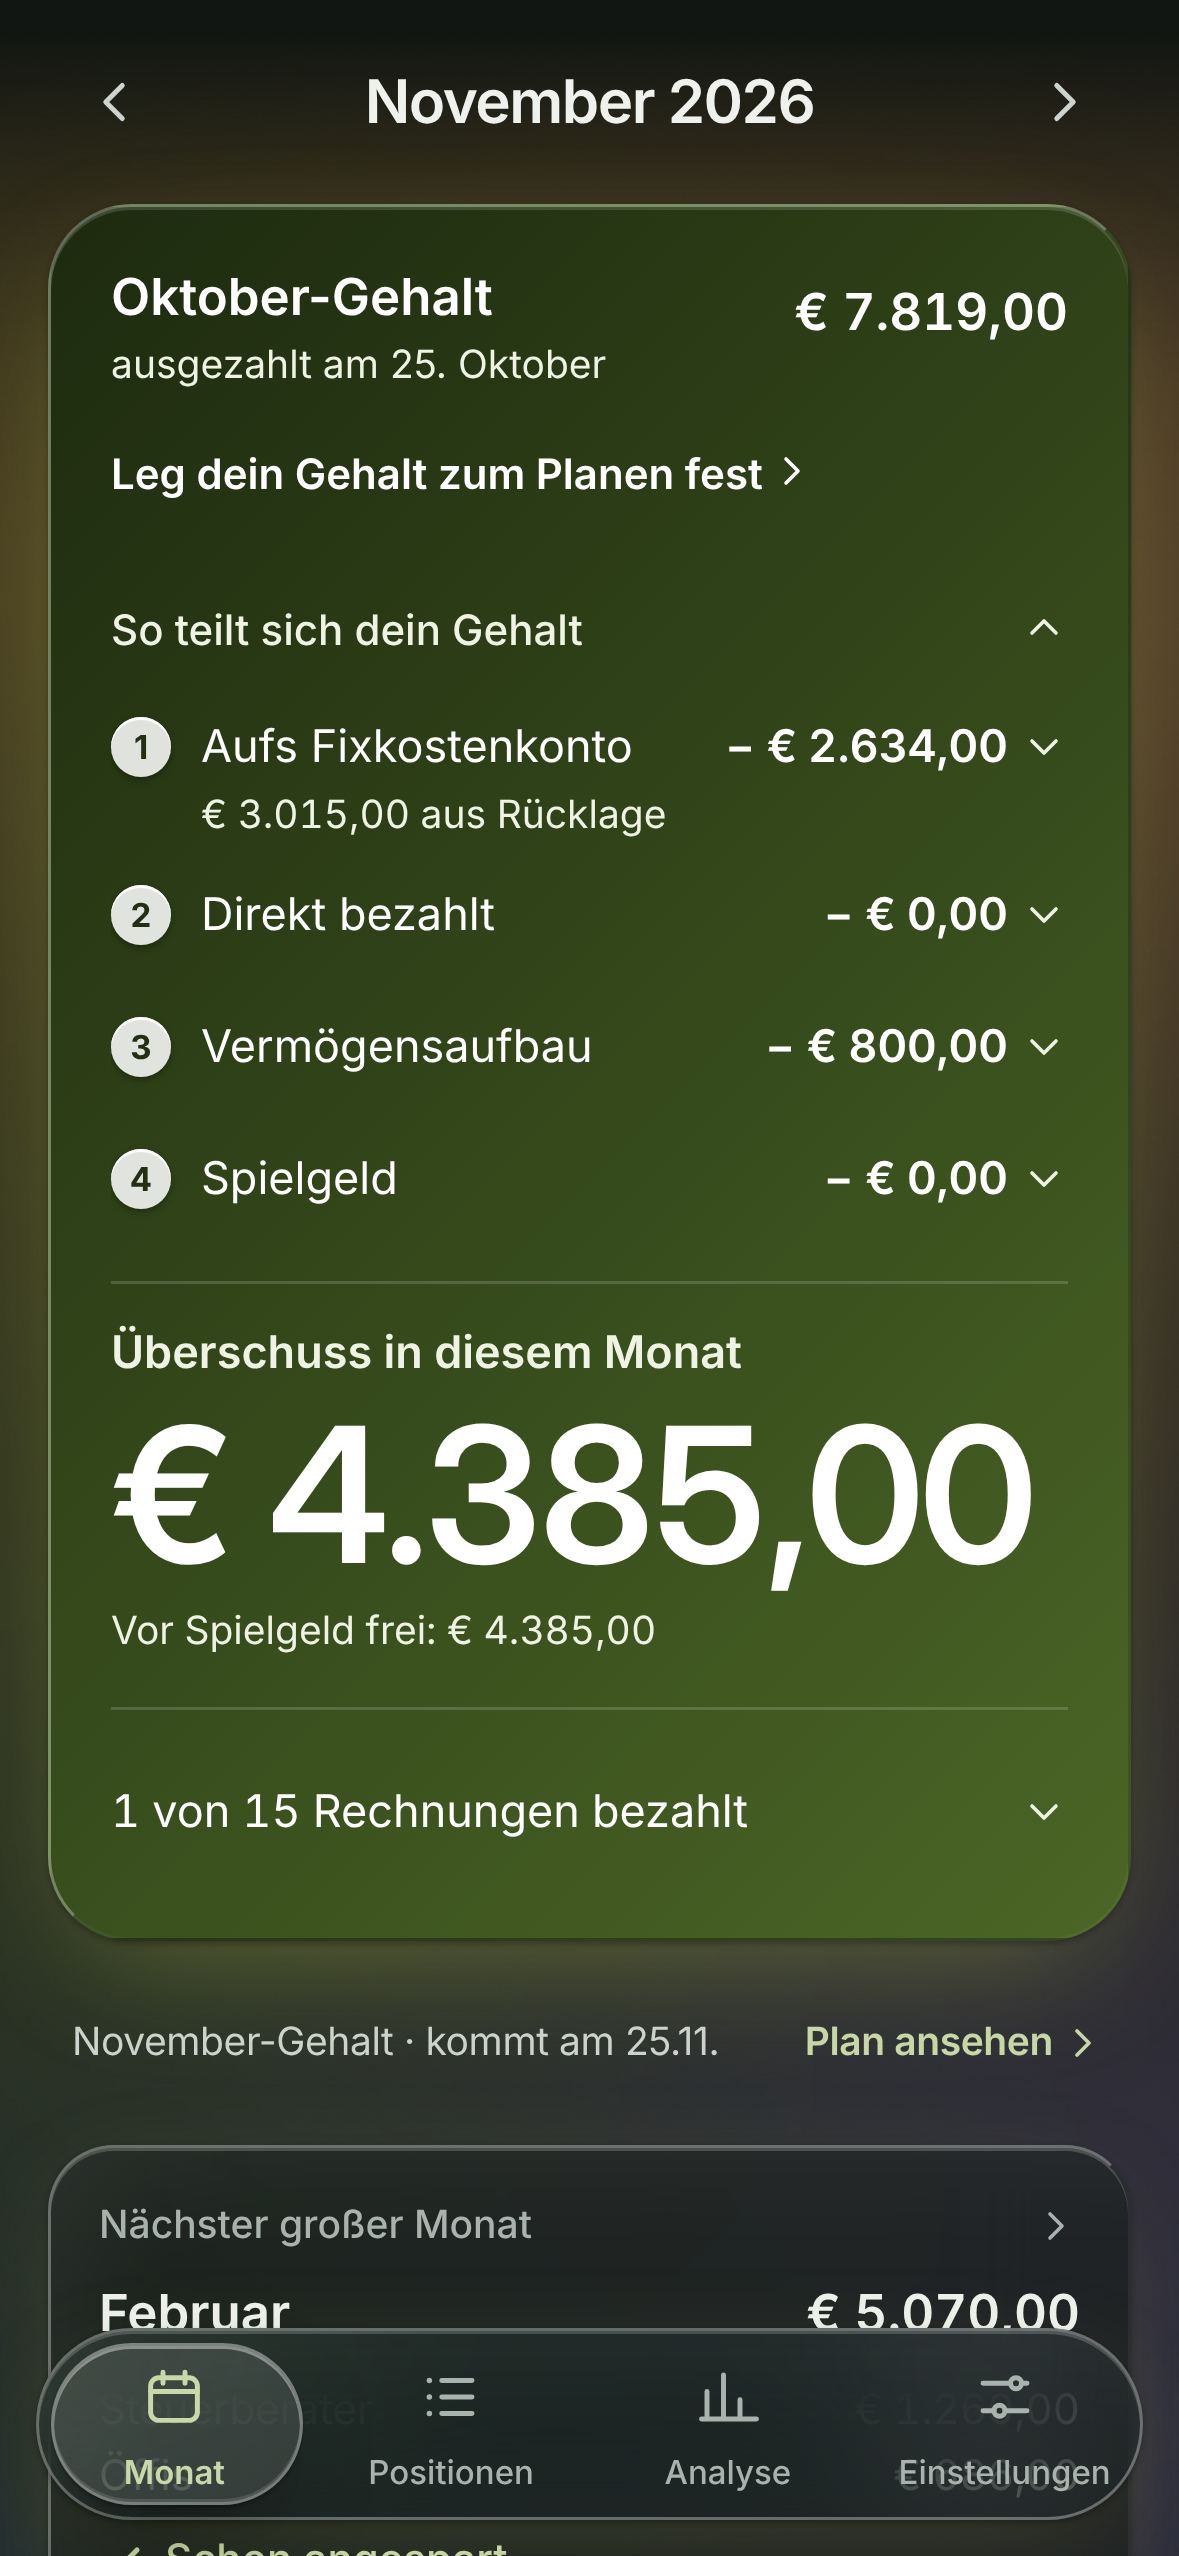 November 2026
Oktober-Gehalt
€ 7.819,00
ausgezahlt am 25. Oktober
Leg dein Gehalt zum Planen fest
So teilt sich dein Gehalt
1 Aufs Fixkostenkonto – € 2.634,00
€ 3.015,00 aus Rücklage
2 Direkt bezahlt – € 0,00
3 Vermögensaufbau – € 800,00
4 Spielgeld – € 0,00
Überschuss in diesem Monat
€ 4.385,00
Vor Spielgeld frei: € 4.385,00
1 von 15 Rechnungen bezahlt
November-Gehalt · kommt am 25.11. Plan ansehen
Nächster großer Monat
Februar € 5.070,00
Steuerberater
Monat Positionen Analyse Einstellungen
Schon angespart